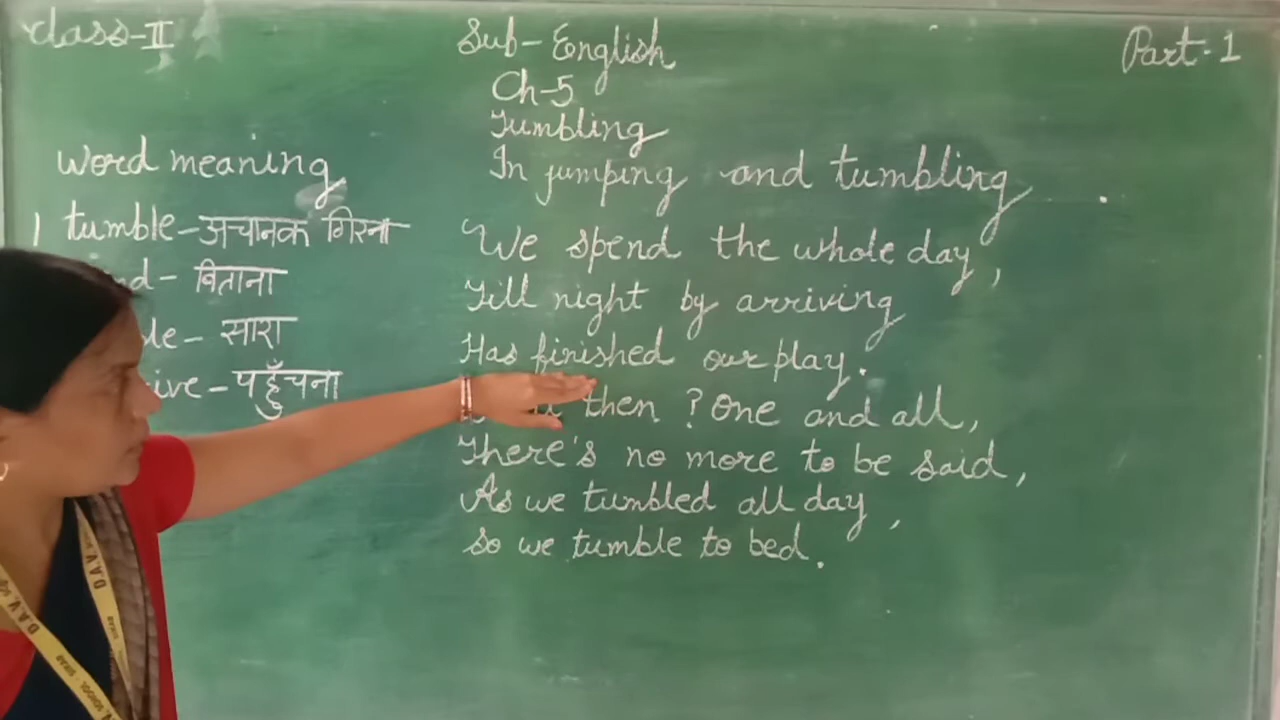 Class-II
Sub-English
Part-1
Ch-5
Tumbling
word meaning
1 tumble-अचानक गिरना
बिताना
सारा
पहुँचना
In jumping and tumbling
We spend the whole day,
Till night by arriving
Has finished our play.
then? One and all,
There's no more to be said,
As we tumbled all day,
So we tumble to bed.
D.A.V.
D.A.V. SCHOOL